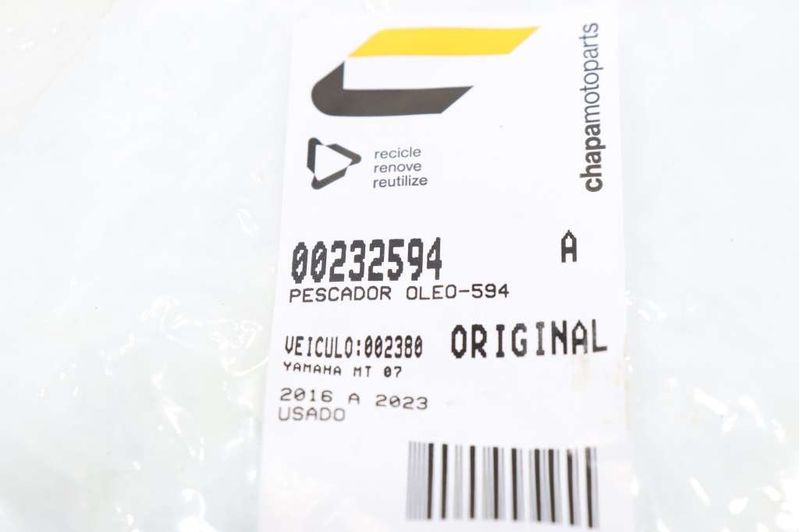 chapamotoparts
recicle
renove
reutilize
00232594 A
PESCADOR OLEO-594
VEICULO:002380 ORIGINAL
YAMAHA MT 07
2016 A 2023
USADO